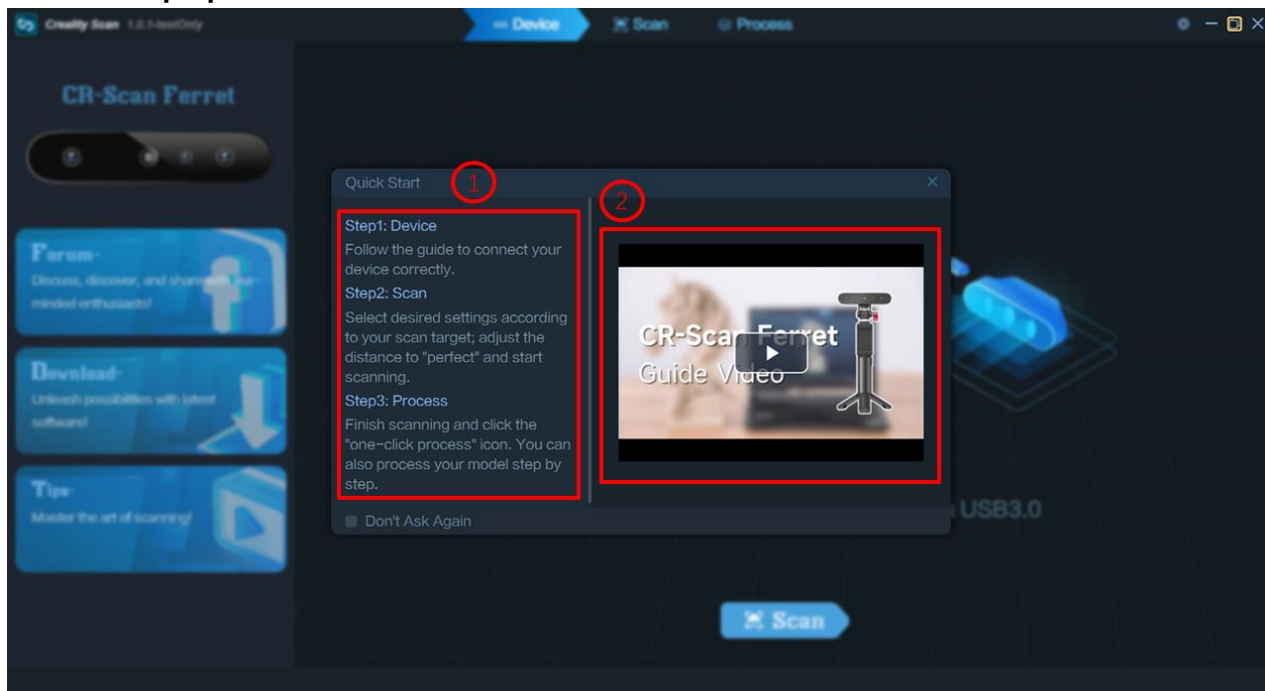 Creality Scan 1.0.1-testOnly
Device
Scan
Process
CR-Scan Ferret
Forum-
Discuss, discover, and share
minded enthusiasts!
Download-
Unleash possibilities with latest
software!
Tips-
Master the art of scanning!
Quick Start
1
2
Step1: Device
Follow the guide to connect your
device correctly.
Step2: Scan
Select desired settings according
to your scan target; adjust the
distance to "perfect" and start
scanning.
Step3: Process
Finish scanning and click the
"one-click process" icon. You can
also process your model step by
step.
CR-Scan Ferret
Guide Video
Don't Ask Again
USB3.0
Scan